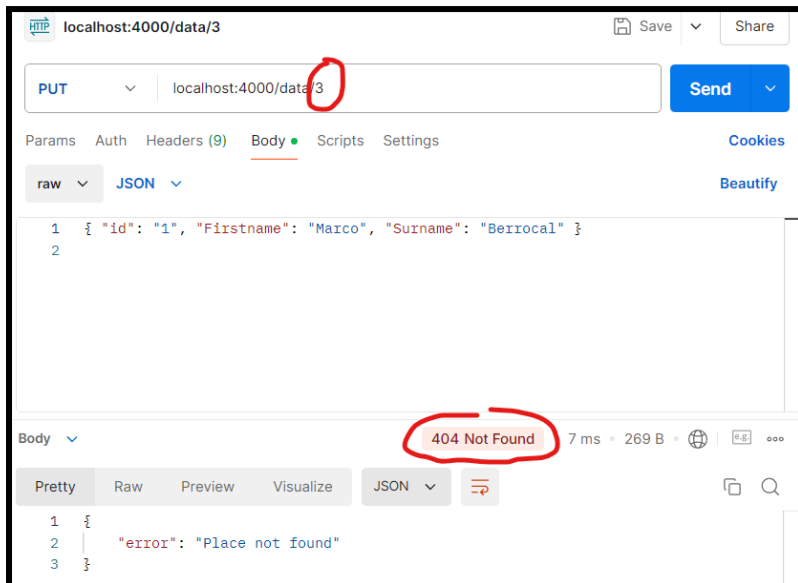 HTTP localhost:4000/data/3 Save Share
PUT localhost:4000/data/3 Send
Params Auth Headers (9) Body Scripts Settings Cookies
raw JSON Beautify
1 { "id": "1", "Firstname": "Marco", "Surname": "Berrocal" }
2
Body 404 Not Found 7 ms 269 B e.g.
Pretty Raw Preview Visualize JSON
1 {
2 "error": "Place not found"
3 }